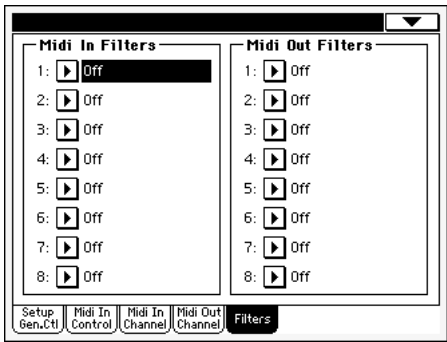 Midi In Filters
1: Off
2: Off
3: Off
4: Off
5: Off
6: Off
7: Off
8: Off
Midi Out Filters
1: Off
2: Off
3: Off
4: Off
5: Off
6: Off
7: Off
8: Off
Setup Gen.Ctl
Midi In Control
Midi In Channel
Midi Out Channel
Filters